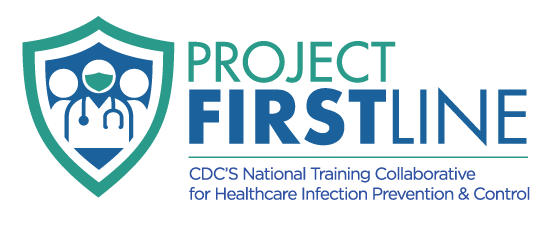 PROJECT
FIRSTLINE
CDC'S National Training Collaborative
for Healthcare Infection Prevention & Control